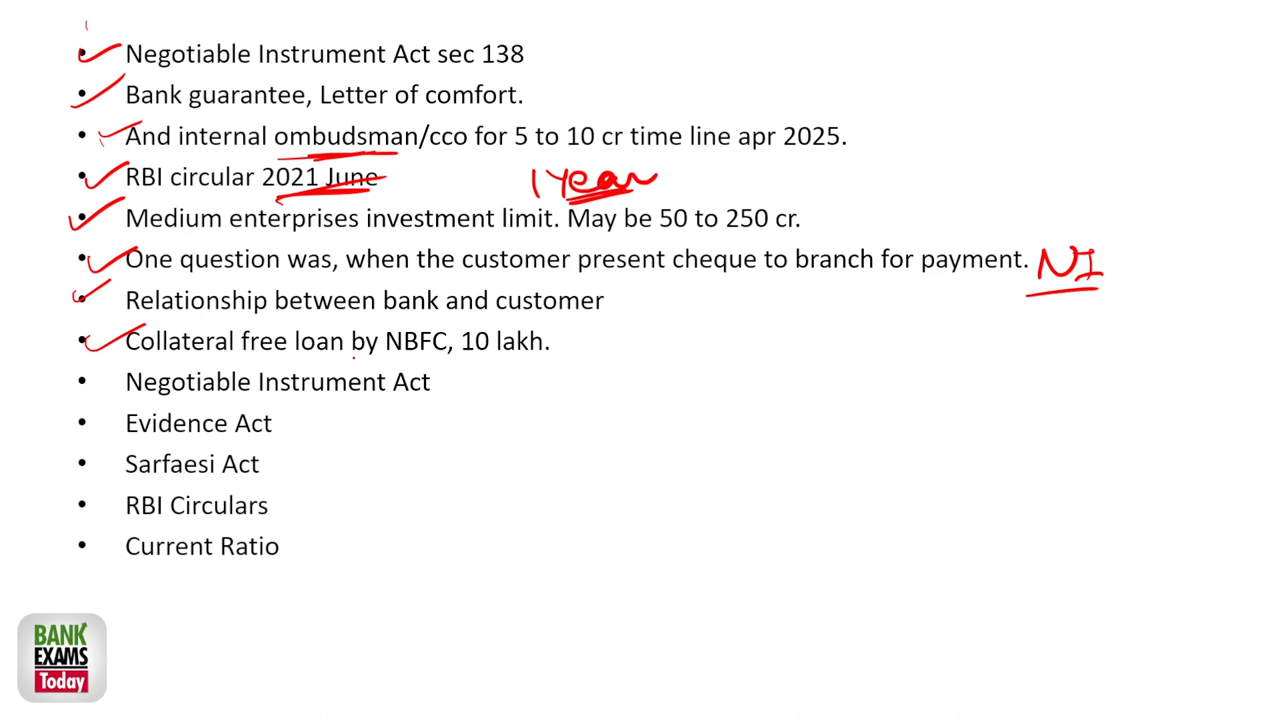 • Negotiable Instrument Act sec 138
• Bank guarantee, Letter of comfort.
• And internal ombudsman/cco for 5 to 10 cr time line apr 2025.
• RBI circular 2021 June 1 Year
• Medium enterprises investment limit. May be 50 to 250 cr.
• One question was, when the customer present cheque to branch for payment. NI
• Relationship between bank and customer
• Collateral free loan by NBFC, 10 lakh.
• Negotiable Instrument Act
• Evidence Act
• Sarfaesi Act
• RBI Circulars
• Current Ratio
BANK
EXAMS
Today